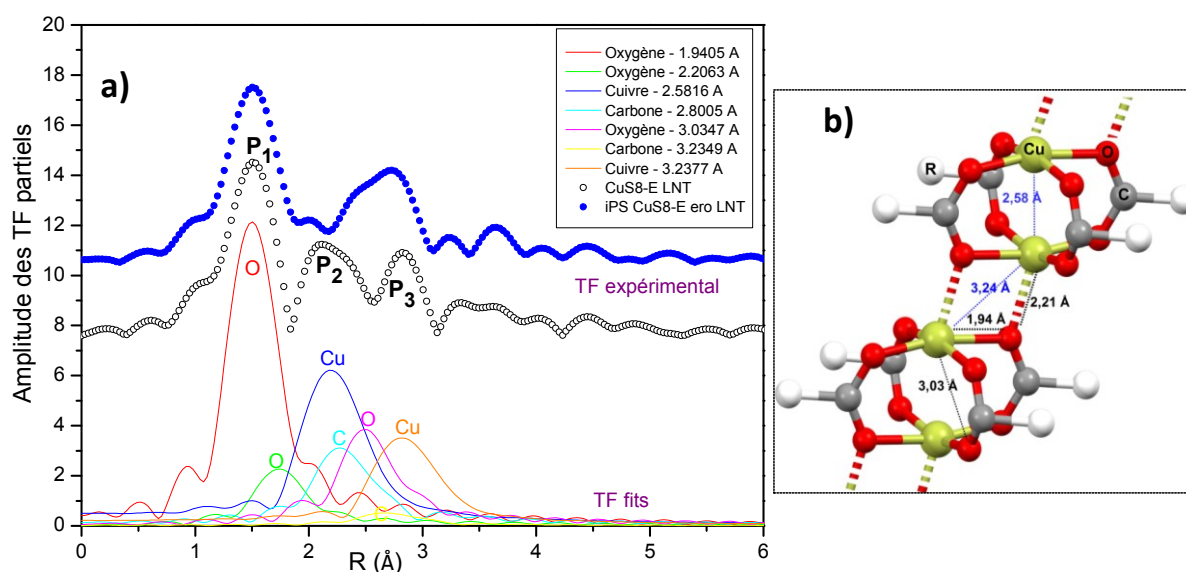 a)
Amplitude des TF partiels
20
18
16
14
12
10
8
6
4
2
0
Oxygène - 1.9405 A
Oxygène - 2.2063 A
Cuivre - 2.5816 A
Carbone - 2.8005 A
Oxygène - 3.0347 A
Carbone - 3.2349 A
Cuivre - 3.2377 A
CuS8-E LNT
iPS CuS8-E ero LNT
P1
P2
P3
TF expérimental
O
Cu
O
C
O
Cu
C
TF fits
0 1 2 3 4 5 6
R (Å)
b)
Cu
O
R
C
2,58 Å
3,24 Å
2,21 Å
1,94 Å
3,03 Å